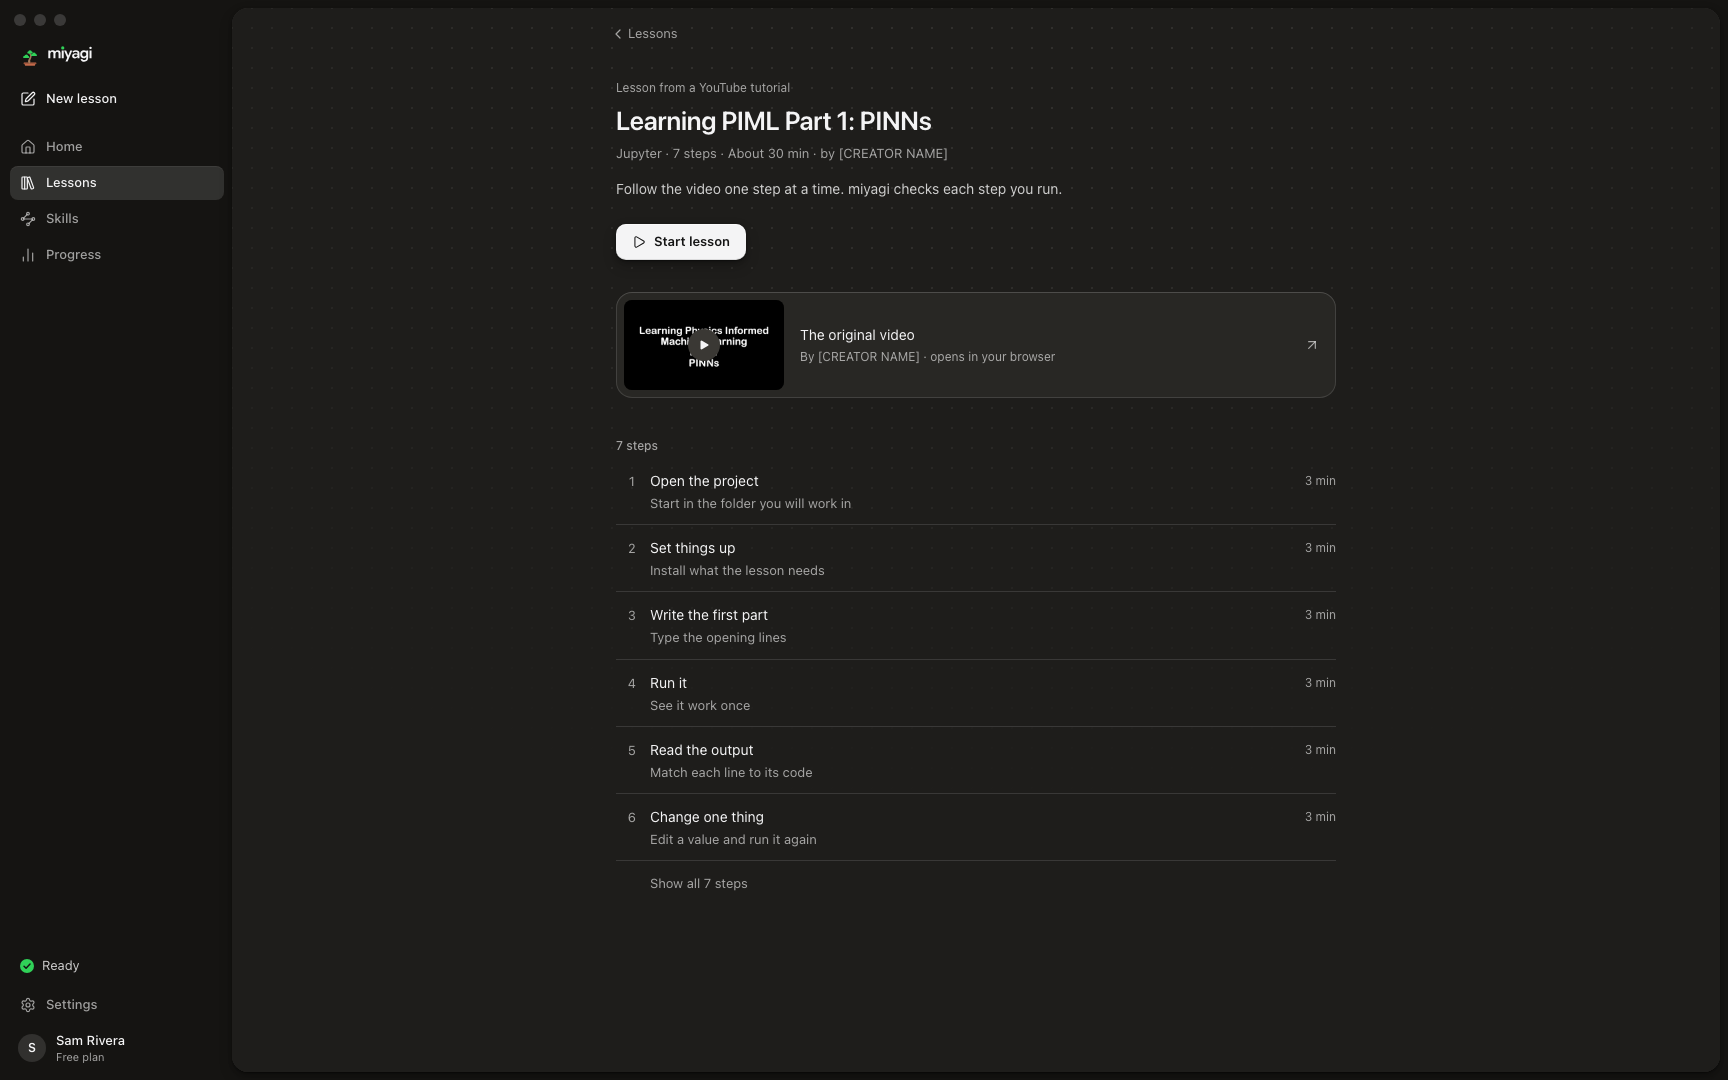 miyagi
New lesson
Home
Lessons
Skills
Progress
Ready
Settings
S
Sam Rivera
Free plan
Lessons
Lesson from a YouTube tutorial
Learning PIML Part 1: PINNs
Jupyter · 7 steps · About 30 min · by [CREATOR NAME]
Follow the video one step at a time. miyagi checks each step you run.
Start lesson
Learning Physics Informed
Machine Learning
PINNs
The original video
By [CREATOR NAME] · opens in your browser
7 steps
1 Open the project 3 min
Start in the folder you will work in
2 Set things up 3 min
Install what the lesson needs
3 Write the first part 3 min
Type the opening lines
4 Run it 3 min
See it work once
5 Read the output 3 min
Match each line to its code
6 Change one thing 3 min
Edit a value and run it again
Show all 7 steps